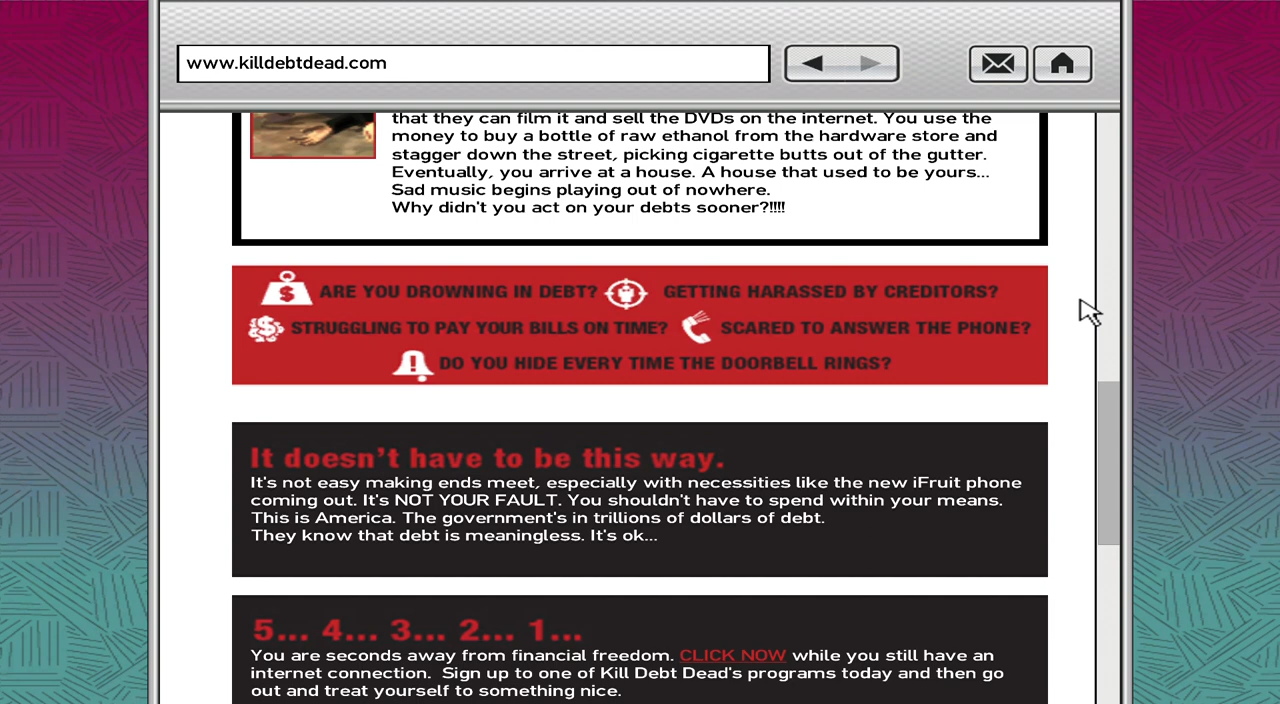 www.killdebtdead.com
that they can film it and sell the DVDs on the internet. You use the
money to buy a bottle of raw ethanol from the hardware store and
stagger down the street, picking cigarette butts out of the gutter.
Eventually, you arrive at a house. A house that used to be yours...
Sad music begins playing out of nowhere.
Why didn't you act on your debts sooner?!!!!
ARE YOU DROWNING IN DEBT? GETTING HARASSED BY CREDITORS?
STRUGGLING TO PAY YOUR BILLS ON TIME? SCARED TO ANSWER THE PHONE?
DO YOU HIDE EVERY TIME THE DOORBELL RINGS?
It doesn't have to be this way.
It's not easy making ends meet, especially with necessities like the new iFruit phone
coming out. It's NOT YOUR FAULT. You shouldn't have to spend within your means.
This is America. The government's in trillions of dollars of debt.
They know that debt is meaningless. It's ok...
5... 4... 3... 2... 1...
You are seconds away from financial freedom. CLICK NOW while you still have an
internet connection.  Sign up to one of Kill Debt Dead's programs today and then go
out and treat yourself to something nice.